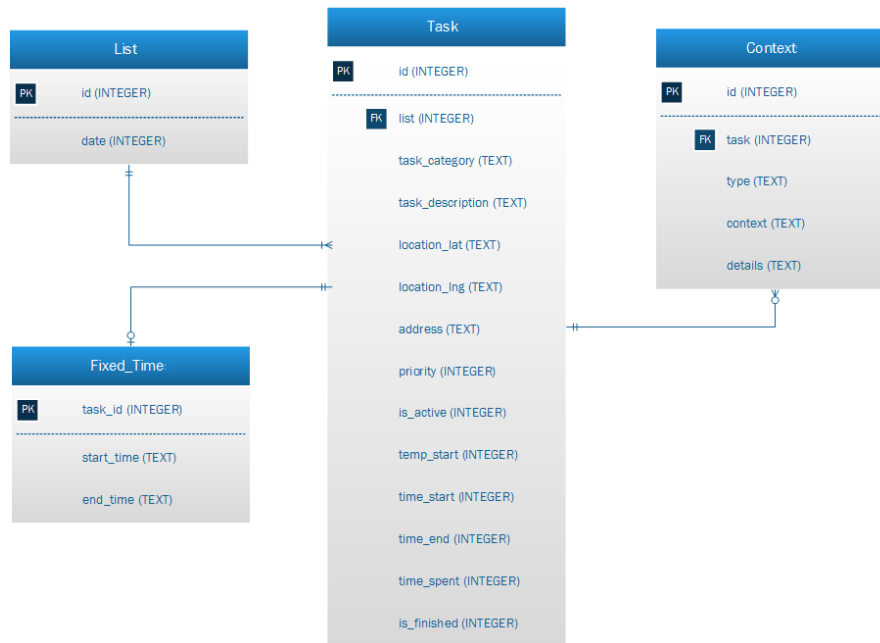 List
PK id (INTEGER)
date (INTEGER)
Task
PK id (INTEGER)
FK list (INTEGER)
task_category (TEXT)
task_description (TEXT)
location_lat (TEXT)
location_lng (TEXT)
address (TEXT)
priority (INTEGER)
is_active (INTEGER)
temp_start (INTEGER)
time_start (INTEGER)
time_end (INTEGER)
time_spent (INTEGER)
is_finished (INTEGER)
Context
PK id (INTEGER)
FK task (INTEGER)
type (TEXT)
context (TEXT)
details (TEXT)
Fixed_Time
PK task_id (INTEGER)
start_time (TEXT)
end_time (TEXT)